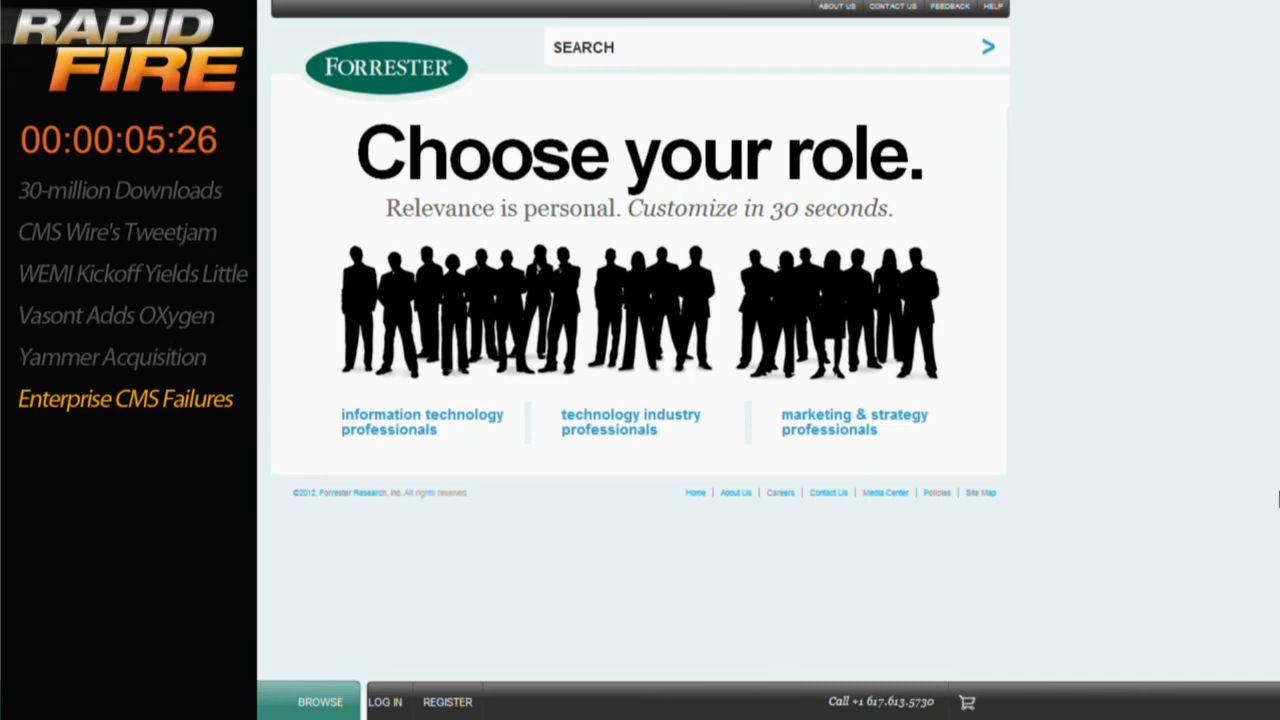 RAPID
FIRE
00:00:05:26
30-million Downloads
CMS Wire's Tweetjam
WEMI Kickoff Yields Little
Vasont Adds OXygen
Yammer Acquisition
Enterprise CMS Failures
ABOUT US CONTACT US FEEDBACK HELP
SEARCH >
FORRESTER®
Choose your role.
Relevance is personal. Customize in 30 seconds.
information technology
professionals
technology industry
professionals
marketing & strategy
professionals
©2012, Forrester Research, Inc. All rights reserved.
Home | About Us | Careers | Contact Us | Media Center | Policies | Site Map
BROWSE LOG IN REGISTER
Call +1 617.613.5730